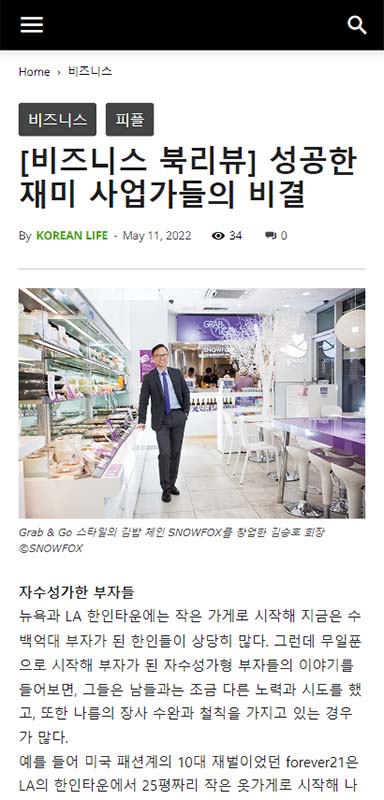 Home › 비즈니스
비즈니스 피플
[비즈니스 북리뷰] 성공한
재미 사업가들의 비결
By KOREAN LIFE - May 11, 2022 34 0
GRAB
SNOWFOX
Grab & Go 스타일의 김밥 체인 SNOWFOX를 창업한 김승호 회장
©SNOWFOX
자수성가한 부자들
뉴욕과 LA 한인타운에는 작은 가게로 시작해 지금은 수
백억대 부자가 된 한인들이 상당히 많다. 그런데 무일푼
으로 시작해 부자가 된 자수성가형 부자들의 이야기를
들어보면, 그들은 남들과는 조금 다른 노력과 시도를 했
고, 또한 나름의 장사 수완과 철칙을 가지고 있는 경우
가 많다.
예를 들어 미국 패션계의 10대 재벌이었던 forever21은
LA의 한인타운에서 25평짜리 작은 옷가게로 시작해 나